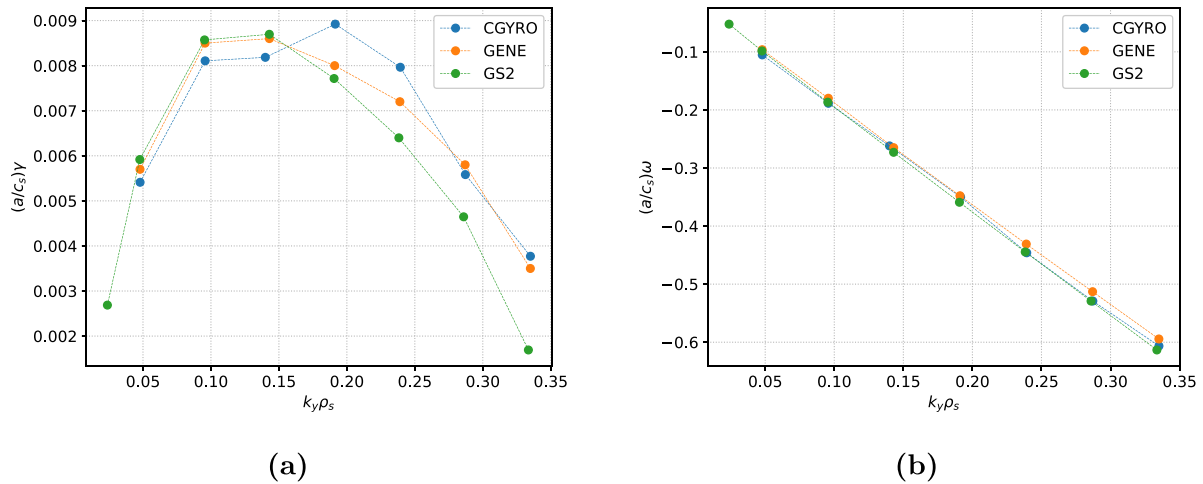 0.009
0.008
0.007
0.006
0.005
0.004
0.003
0.002
(a/c_s)γ
0.05 0.10 0.15 0.20 0.25 0.30 0.35
k_yρ_s
CGYRO
GENE
GS2
(a)
−0.1
−0.2
−0.3
−0.4
−0.5
−0.6
(a/c_s)ω
0.05 0.10 0.15 0.20 0.25 0.30 0.35
k_yρ_s
CGYRO
GENE
GS2
(b)